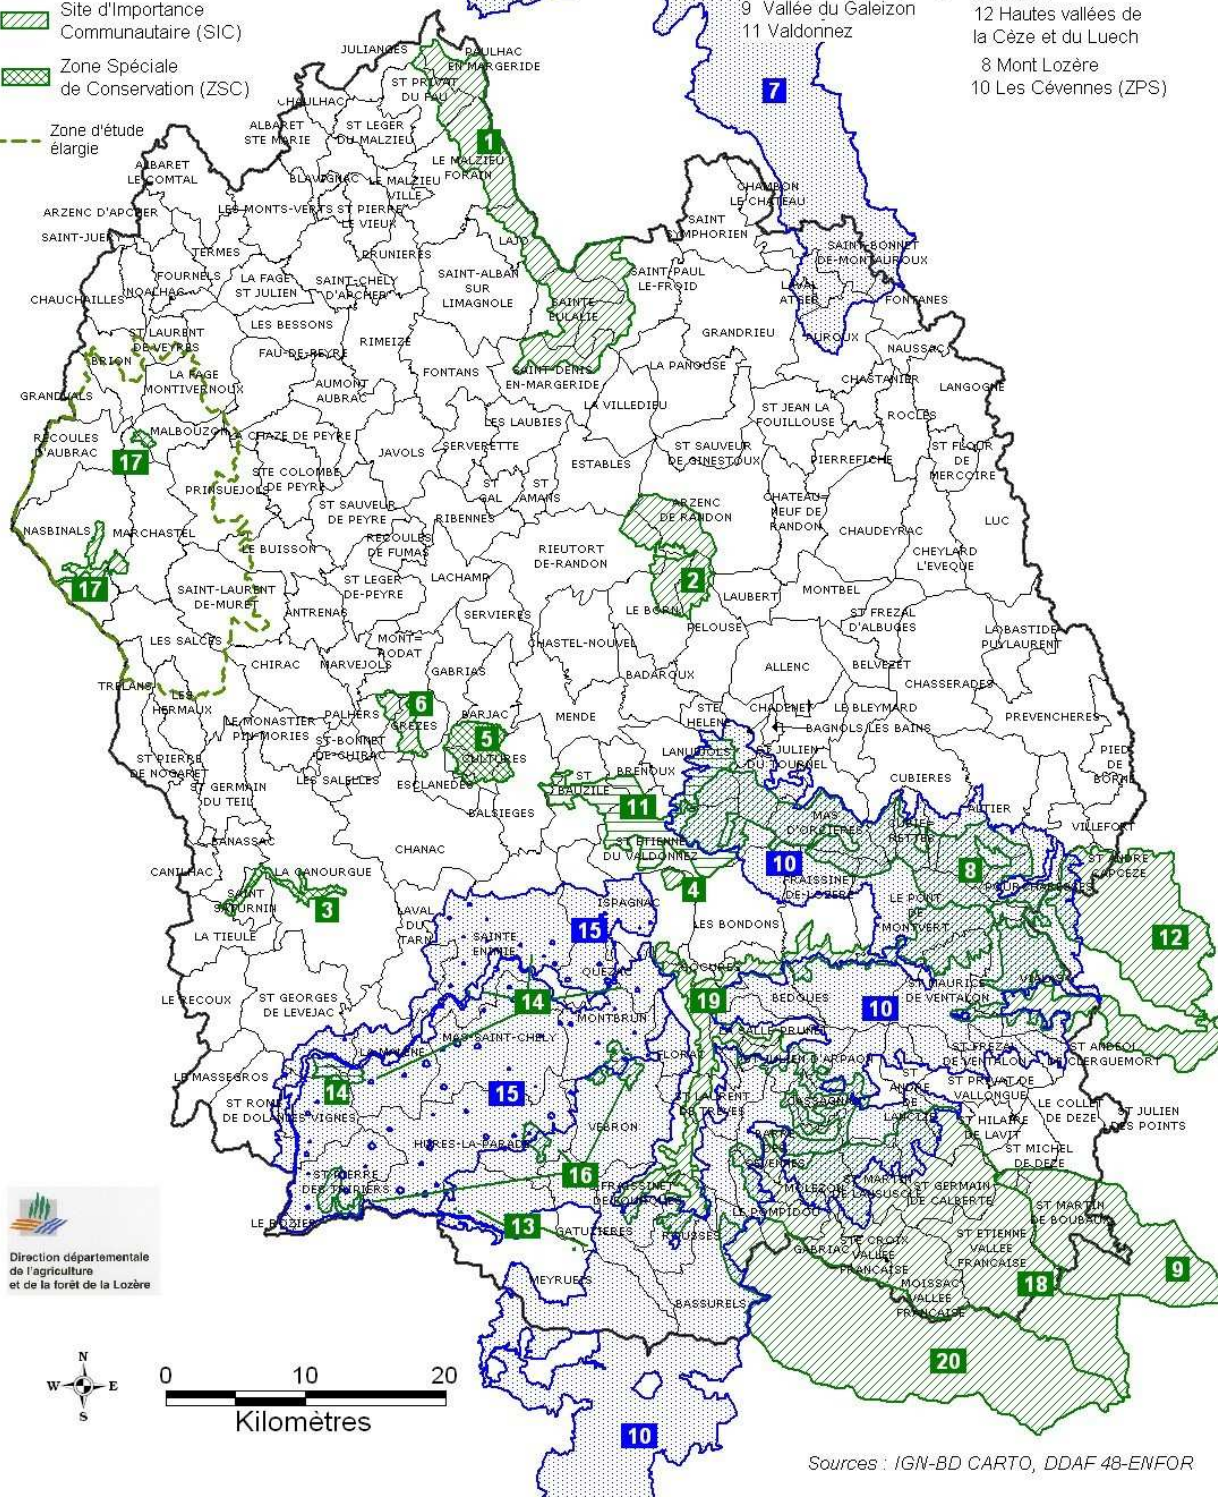 Site d'Importance
Communautaire (SIC)
Zone Spéciale
de Conservation (ZSC)
Zone d'étude
élargie
9 Vallée du Galeizon
11 Valdonnez
12 Hautes vallées de
la Cèze et du Luech
8 Mont Lozère
10 Les Cévennes (ZPS)
JULIANGES
PAULHAC
EN MARGERIDE
ST PRIVAT
DU FAU
CHAULHAC
ALBARET
STE MARIE
ST LEGER
DU MALZIEU
7
1
LE MALZIEU
FORAIN
ALBARET
LE COMTAL
BLAVIGNAC
LE MALZIEU
VILLE
CHAMBON
LE CHATEAU
ARZENC D'APCHER
LES MONTS-VERTS
ST PIERRE
LE VIEUX
SAINT
SYMPHORIEN
SAINT-JUERY
TERMES
PRUNIERES
LAJO
SAINT-BONNET
DE-MONTAUROUX
FOURNELS
NOALHAC
LA FAGE
ST JULIEN
SAINT-CHELY
D'APCHER
SAINT-ALBAN
SUR
LIMAGNOLE
SAINT-PAUL
LE-FROID
LAVAL
ATGER
CHAUCHAILLES
SAINTE
EULALIE
FONTANES
ST LAURENT
DE VEYRES
LES BESSONS
GRANDRIEU
AUROUX
BRION
FAU-DE-PEYRE
RIMEIZE
NAUSSAC
LA FAGE
MONTIVERNOUX
FONTANS
SAINT-DENIS
EN-MARGERIDE
LA PANOUSE
CHASTANIER
LANGOGNE
GRANDVALS
AUMONT
AUBRAC
LA VILLEDIEU
ST JEAN LA
FOUILLOUSE
ROCLES
RECOULES
D'AUBRAC
MALBOUZON
LA CHAZE DE PEYRE
LES LAUBIES
17
JAVOLS
SERVERETTE
ESTABLES
ST SAUVEUR
DE GINESTOUX
PIERREFICHE
ST FLOUR
DE
MERCOIRE
PRINSUEJOLS
STE COLOMBE
DE PEYRE
ST
GAL
ST
AMANS
ST SAUVEUR
DE PEYRE
ARZENC
DE RANDON
CHATEAU=
NEUF DE
RANDON
NASBINALS
MARCHASTEL
RIBENNES
CHAUDEYRAC
LUC
LE BUISSON
RECOULES
DE FUMAS
RIEUTORT
DE-RANDON
CHEYLARD
L'EVEQUE
17
SAINT-LAURENT
DE-MURET
ST LEGER
DE-PEYRE
LACHAMP
2
LAUBERT
MONTBEL
ANTRENAS
SERVIERES
LE BORN
PELOUSE
ST FREZAL
D'ALBUGES
LES SALCES
CHIRAC
MONT=
RODAT
MARVEJOLS
CHASTEL-NOUVEL
LA BASTIDE
PUYLAURENT
GABRIAS
BADAROUX
ALLENC
BELVEZET
CHASSERADES
TRELANS
LES
HERMAUX
6
LE MONASTIER
PIN-MORIES
PALHERS
GREZES
BARJAC
MENDE
STE
HELENE
CHADENET
LE BLEYMARD
BAGNOLS LES BAINS
PREVENCHERES
ST-BONNET
DE-CHIRAC
5
CULTURES
LANUEJOLS
ST JULIEN
DU TOURNEL
PIED
DE
BORNE
ST PIERRE
DE NOGARET
ST GERMAIN
DU TEIL
LES SALELLES
ESCLANEDES
ST
BAUZILE
BRENOUX
CUBIERES
BALSIEGES
11
MAS
D'ORCIERES
ALTIER
VILLEFORT
BANASSAC
CHANAC
ST ETIENNE
DU VALDONNEZ
10
8
ST ANDRE
CAPCEZE
CANILHAC
LA CANOURGUE
SAINT
SATURNIN
3
4
FRAISSINET
DE-LOZERE
POURCHARESSES
LAVAL
DU
TARN
ISPAGNAC
LES BONDONS
LE PONT
DE
MONTVERT
LA TIEULE
SAINTE
ENIMIE
15
12
QUEZAC
COCURES
VIALAS
LE RECOUX
ST GEORGES
DE LEVEJAC
14
19
BEDOUES
10
ST MAURICE
DE VENTALON
MONTBRUN
LA SALLE-PRUNET
MAS-SAINT-CHELY
LA MALENE
FLORAC
ST JULIEN D'ARPAON
ST FREZAL
DE VENTALON
ST ANDEOL
DE CLERGUEMORT
LE MASSEGROS
14
15
ST
ANDRE
DE
LANCIZE
ST PRIVAT DE
VALLONGUE
ST ROME
DE DOLAN
LES VIGNES
ST LAURENT
DE TREVES
CASSAGNAS
ST HILAIRE
DE LAVIT
LE COLLET
DE DEZE
ST JULIEN
DES POINTS
HURES-LA-PARADE
VEBRON
BARRE
DES
CEVENNES
ST MICHEL
DE DEZE
ST PIERRE
DES TRIPIERS
16
FRAISSINET
DE FOURQUES
MOLEZON
ST MARTIN
DE LANSUSCLE
ST GERMAIN
DE CALBERTE
LE ROZIER
13
GATUZIERES
ROUSSES
LE POMPIDOU
ST MARTIN
DE BOUBAUX
GABRIAC
STE CROIX
VALLEE
FRANCAISE
ST ETIENNE
VALLEE
FRANCAISE
MEYRUEIS
MOISSAC
VALLEE
FRANCAISE
18
9
BASSURELS
20
10
Direction départementale
de l'agriculture
et de la forêt de la Lozère
N
W E
S
0 10 20
Kilomètres
Sources : IGN-BD CARTO, DDAF 48-ENFOR